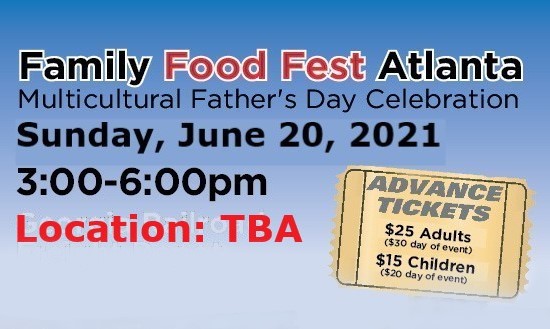 Family Food Fest Atlanta
Multicultural Father's Day Celebration
Sunday, June 20, 2021
3:00-6:00pm
Location: TBA
ADVANCE
TICKETS
$25 Adults
($30 day of event)
$15 Children
($20 day of event)